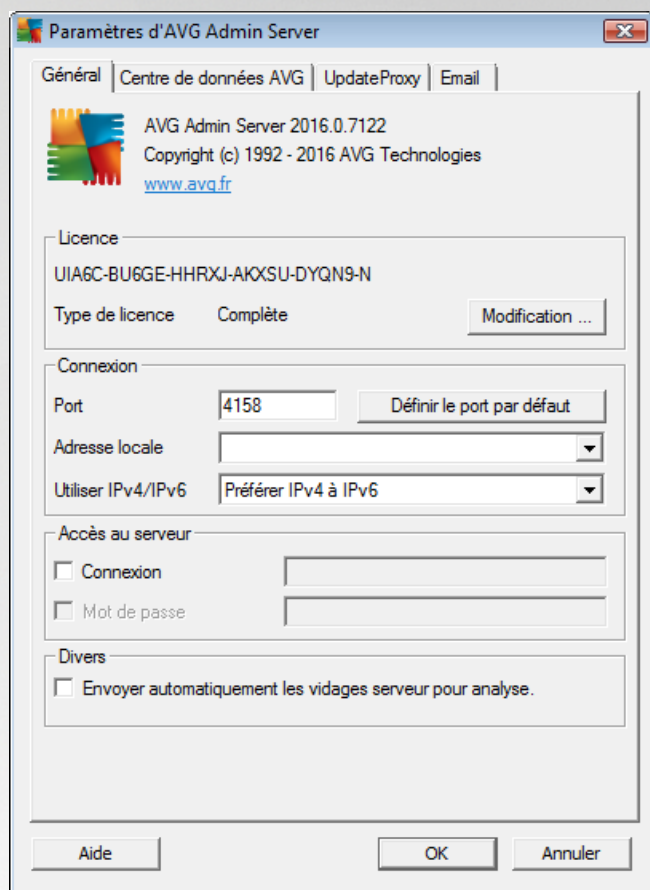 Paramètres d'AVG Admin Server
Général Centre de données AVG UpdateProxy Email
AVG Admin Server 2016.0.7122
Copyright (c) 1992 - 2016 AVG Technologies
www.avg.fr
Licence
UIA6C-BU6GE-HHRXJ-AKXSU-DYQN9-N
Type de licence Complète Modification ...
Connexion
Port 4158 Définir le port par défaut
Adresse locale
Utiliser IPv4/IPv6 Préférer IPv4 à IPv6
Accès au serveur
Connexion
Mot de passe
Divers
Envoyer automatiquement les vidages serveur pour analyse.
Aide OK Annuler